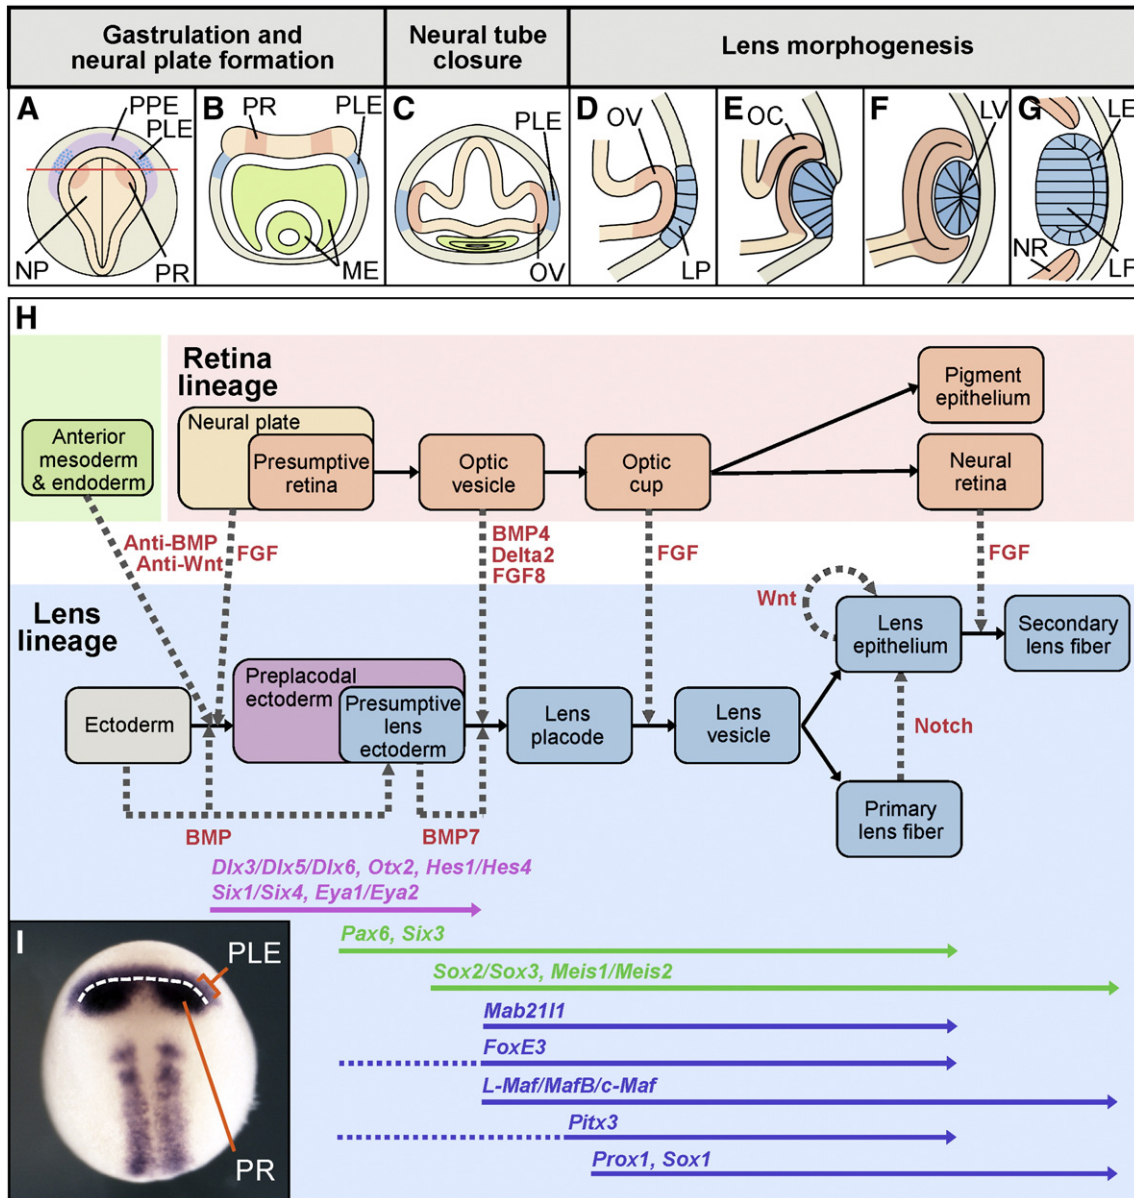 Gastrulation and
neural plate formation
Neural tube
closure
Lens morphogenesis
A
PPE
PLE
NP
PR
B
PR
PLE
ME
C
PLE
OV
D
OV
LP
E
OC
F
LV
G
LE
NR
LF
H
Retina
lineage
Anterior
mesoderm
& endoderm
Neural plate
Presumptive
retina
Optic
vesicle
Optic
cup
Pigment
epithelium
Neural
retina
Anti-BMP
Anti-Wnt
FGF
BMP4
Delta2
FGF8
FGF
FGF
Lens
lineage
Wnt
Lens
epithelium
Secondary
lens fiber
Ectoderm
Preplacodal
ectoderm
Presumptive
lens
ectoderm
Lens
placode
Lens
vesicle
Notch
Primary
lens fiber
BMP
BMP7
Dlx3/Dlx5/Dlx6, Otx2, Hes1/Hes4
Six1/Six4, Eya1/Eya2
Pax6, Six3
Sox2/Sox3, Meis1/Meis2
Mab21l1
FoxE3
L-Maf/MafB/c-Maf
Pitx3
Prox1, Sox1
I
PLE
PR